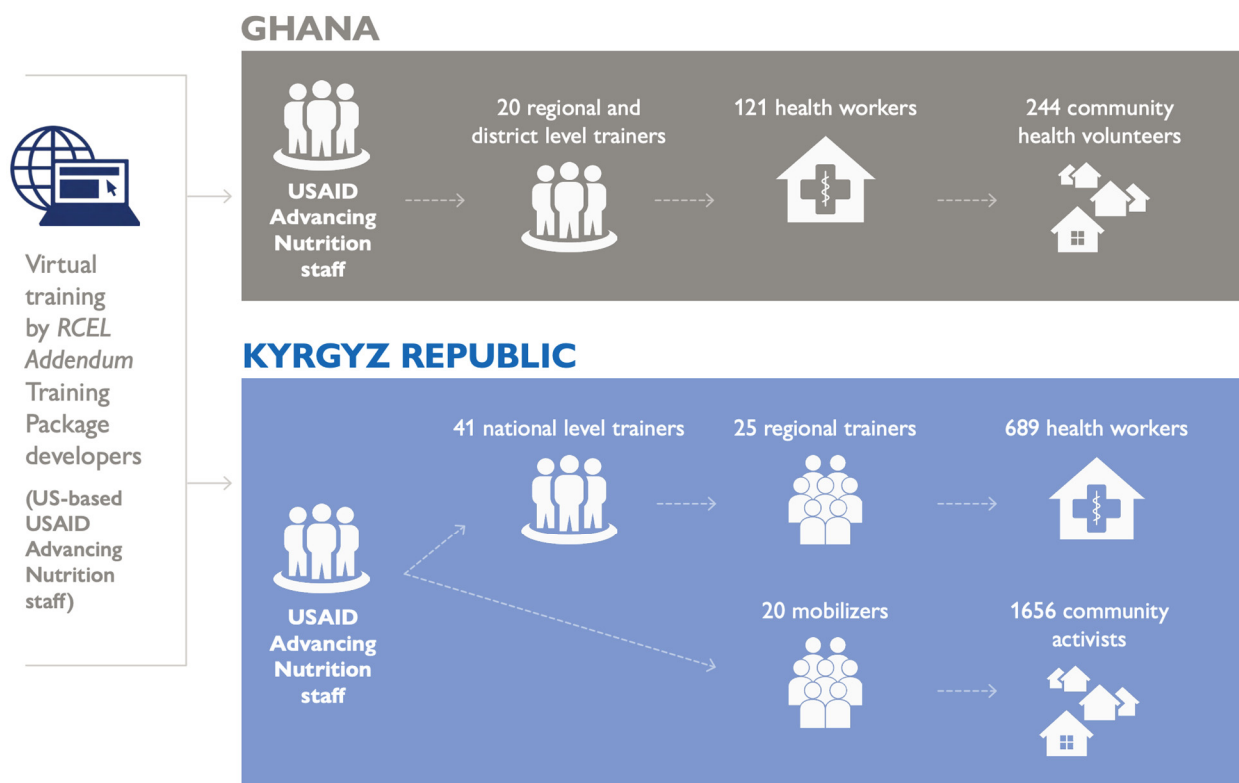 GHANA
Virtual
training
by RCEL
Addendum
Training
Package
developers
(US-based
USAID
Advancing
Nutrition
staff)
USAID
Advancing
Nutrition
staff
20 regional and
district level trainers
121 health workers
244 community
health volunteers
KYRGYZ REPUBLIC
USAID
Advancing
Nutrition
staff
41 national level trainers
25 regional trainers
689 health workers
20 mobilizers
1656 community
activists